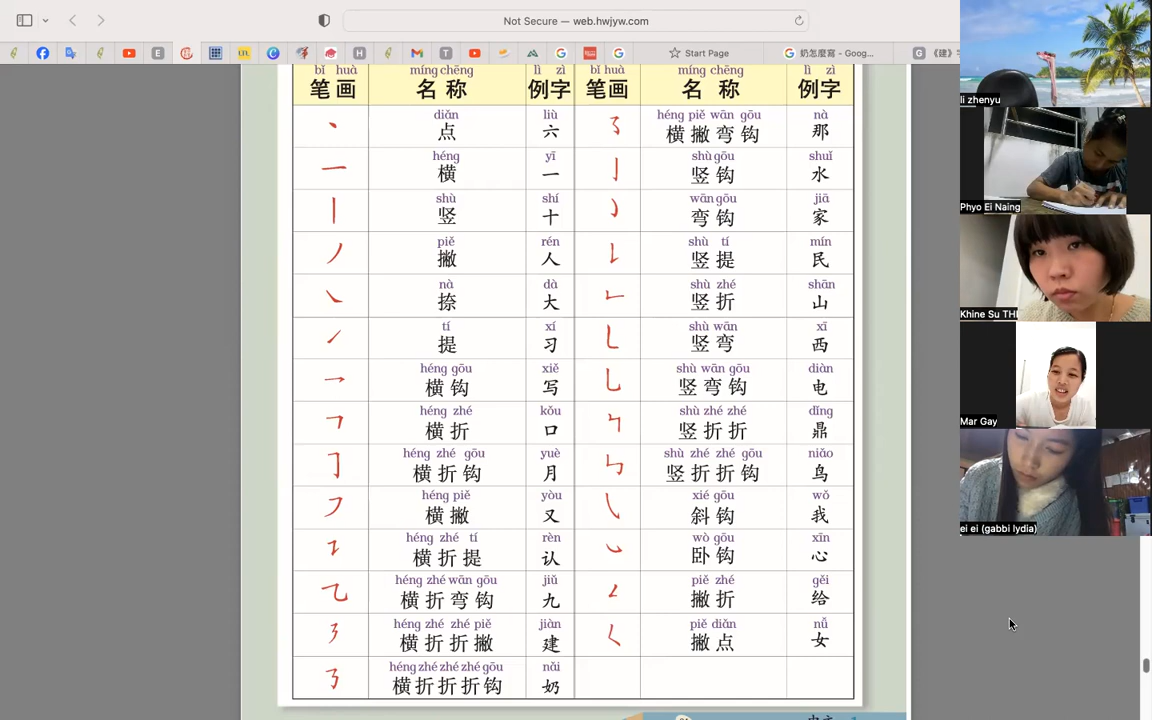 Not Secure — web.hwjyw.com
Start Page
奶怎麼寫 - Goog...
《建》字
bǐ huà míng chēng lì zì bǐ huà míng chēng lì zì
笔画 名称 例字 笔画 名称 例字
diǎn liù héng piě wān gōu nà
点 六 横撇弯钩 那
héng yī shù gōu shuǐ
横 一 竖钩 水
shù shí wān gōu jiā
竖 十 弯钩 家
piě rén shù tí mín
撇 人 竖提 民
nà dà shù zhé shān
捺 大 竖折 山
tí xí shù wān xī
提 习 竖弯 西
héng gōu xiě shù wān gōu diàn
横钩 写 竖弯钩 电
héng zhé kǒu shù zhé zhé dǐng
横折 口 竖折折 鼎
héng zhé gōu yuè shù zhé zhé gōu niǎo
横折钩 月 竖折折钩 鸟
héng piě yòu xié gōu wǒ
横撇 又 斜钩 我
héng zhé tí rèn wò gōu xīn
横折提 认 卧钩 心
héng zhé wān gōu jiǔ piě zhé gěi
横折弯钩 九 撇折 给
héng zhé zhé piě jiàn piě diǎn nǚ
横折折撇 建 撇点 女
héng zhé zhé zhé gōu nǎi
横折折折钩 奶
li zhenyu
Phyo Ei Naing
Khine Su THI
Mar Gay
ei ei (gabbi lydia)